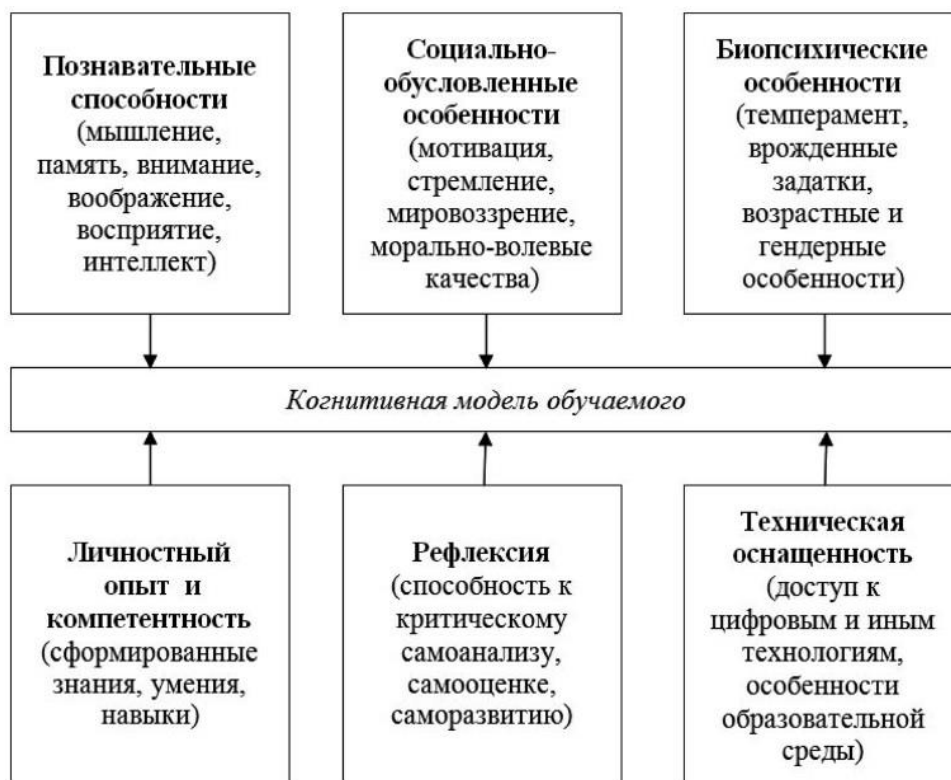 Познавательные
способности
(мышление,
память, внимание,
воображение,
восприятие,
интеллект)
Социально-
обусловленные
особенности
(мотивация,
стремление,
мировоззрение,
морально-волевые
качества)
Биопсихические
особенности
(темперамент,
врожденные
задатки,
возрастные и
гендерные
особенности)
Когнитивная модель обучаемого
Личностный
опыт и
компетентность
(сформированные
знания, умения,
навыки)
Рефлексия
(способность к
критическому
самоанализу,
самооценке,
саморазвитию)
Техническая
оснащенность
(доступ к
цифровым и иным
технологиям,
особенности
образовательной
среды)